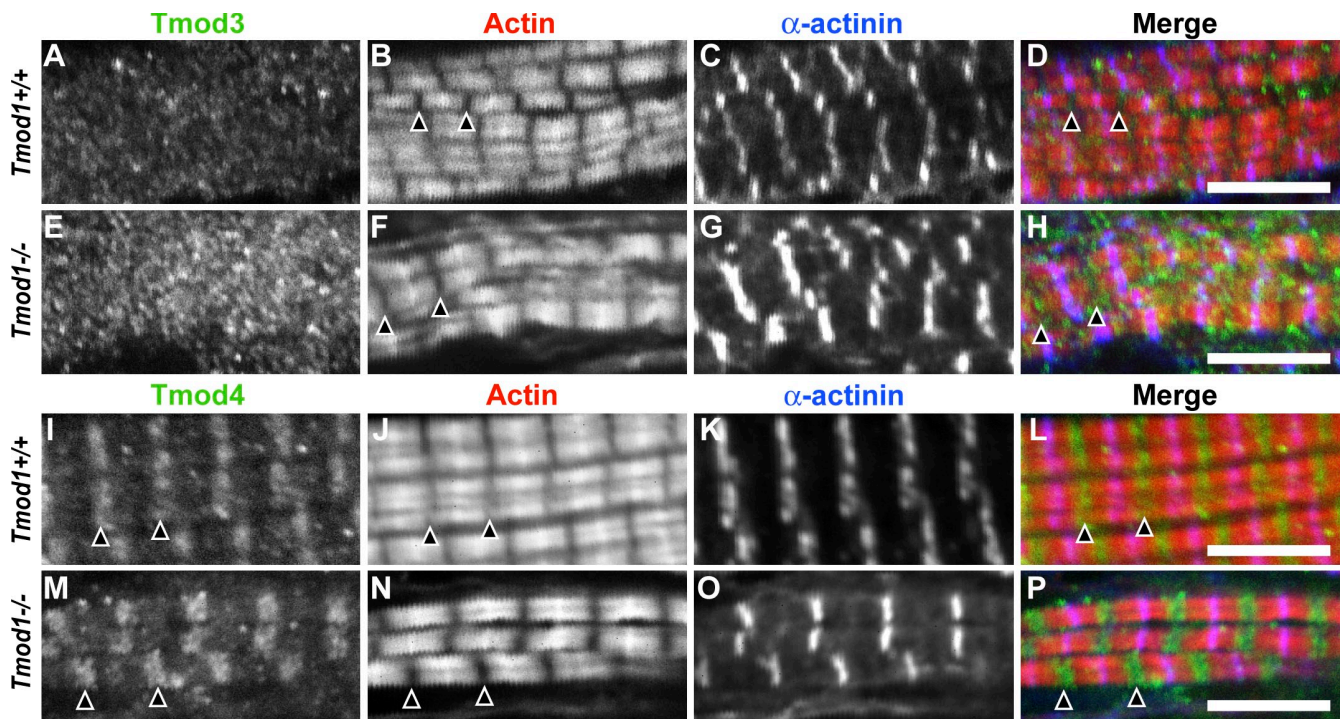 Tmod3 Actin α-actinin Merge
Tmod1+/+ A B C D
Tmod1-/- E F G H
Tmod4 Actin α-actinin Merge
Tmod1+/+ I J K L
Tmod1-/- M N O P